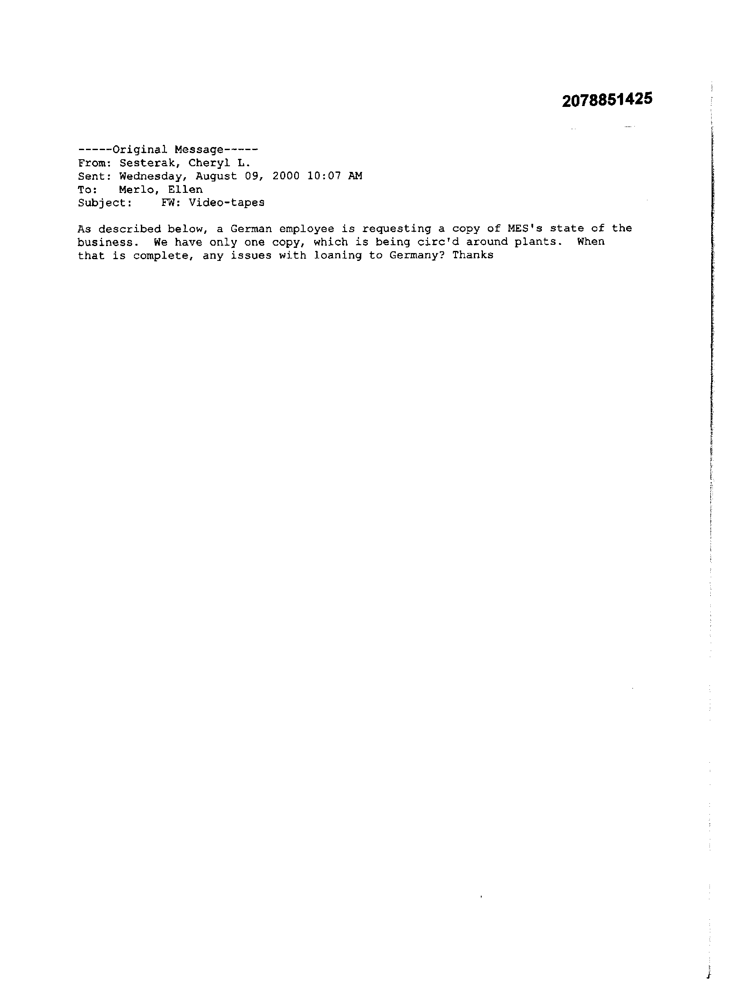 2078851425
-----Original Message-----
From: Sesterak, Cheryl L.
Sent: Wednesday, August 09, 2000 10:07 AM
To:   Merlo, Ellen
Subject:     FW: Video-tapes
As described below, a German employee is requesting a copy of MES's state of the
business.  We have only one copy, which is being circ'd around plants.  When
that is complete, any issues with loaning to Germany? Thanks